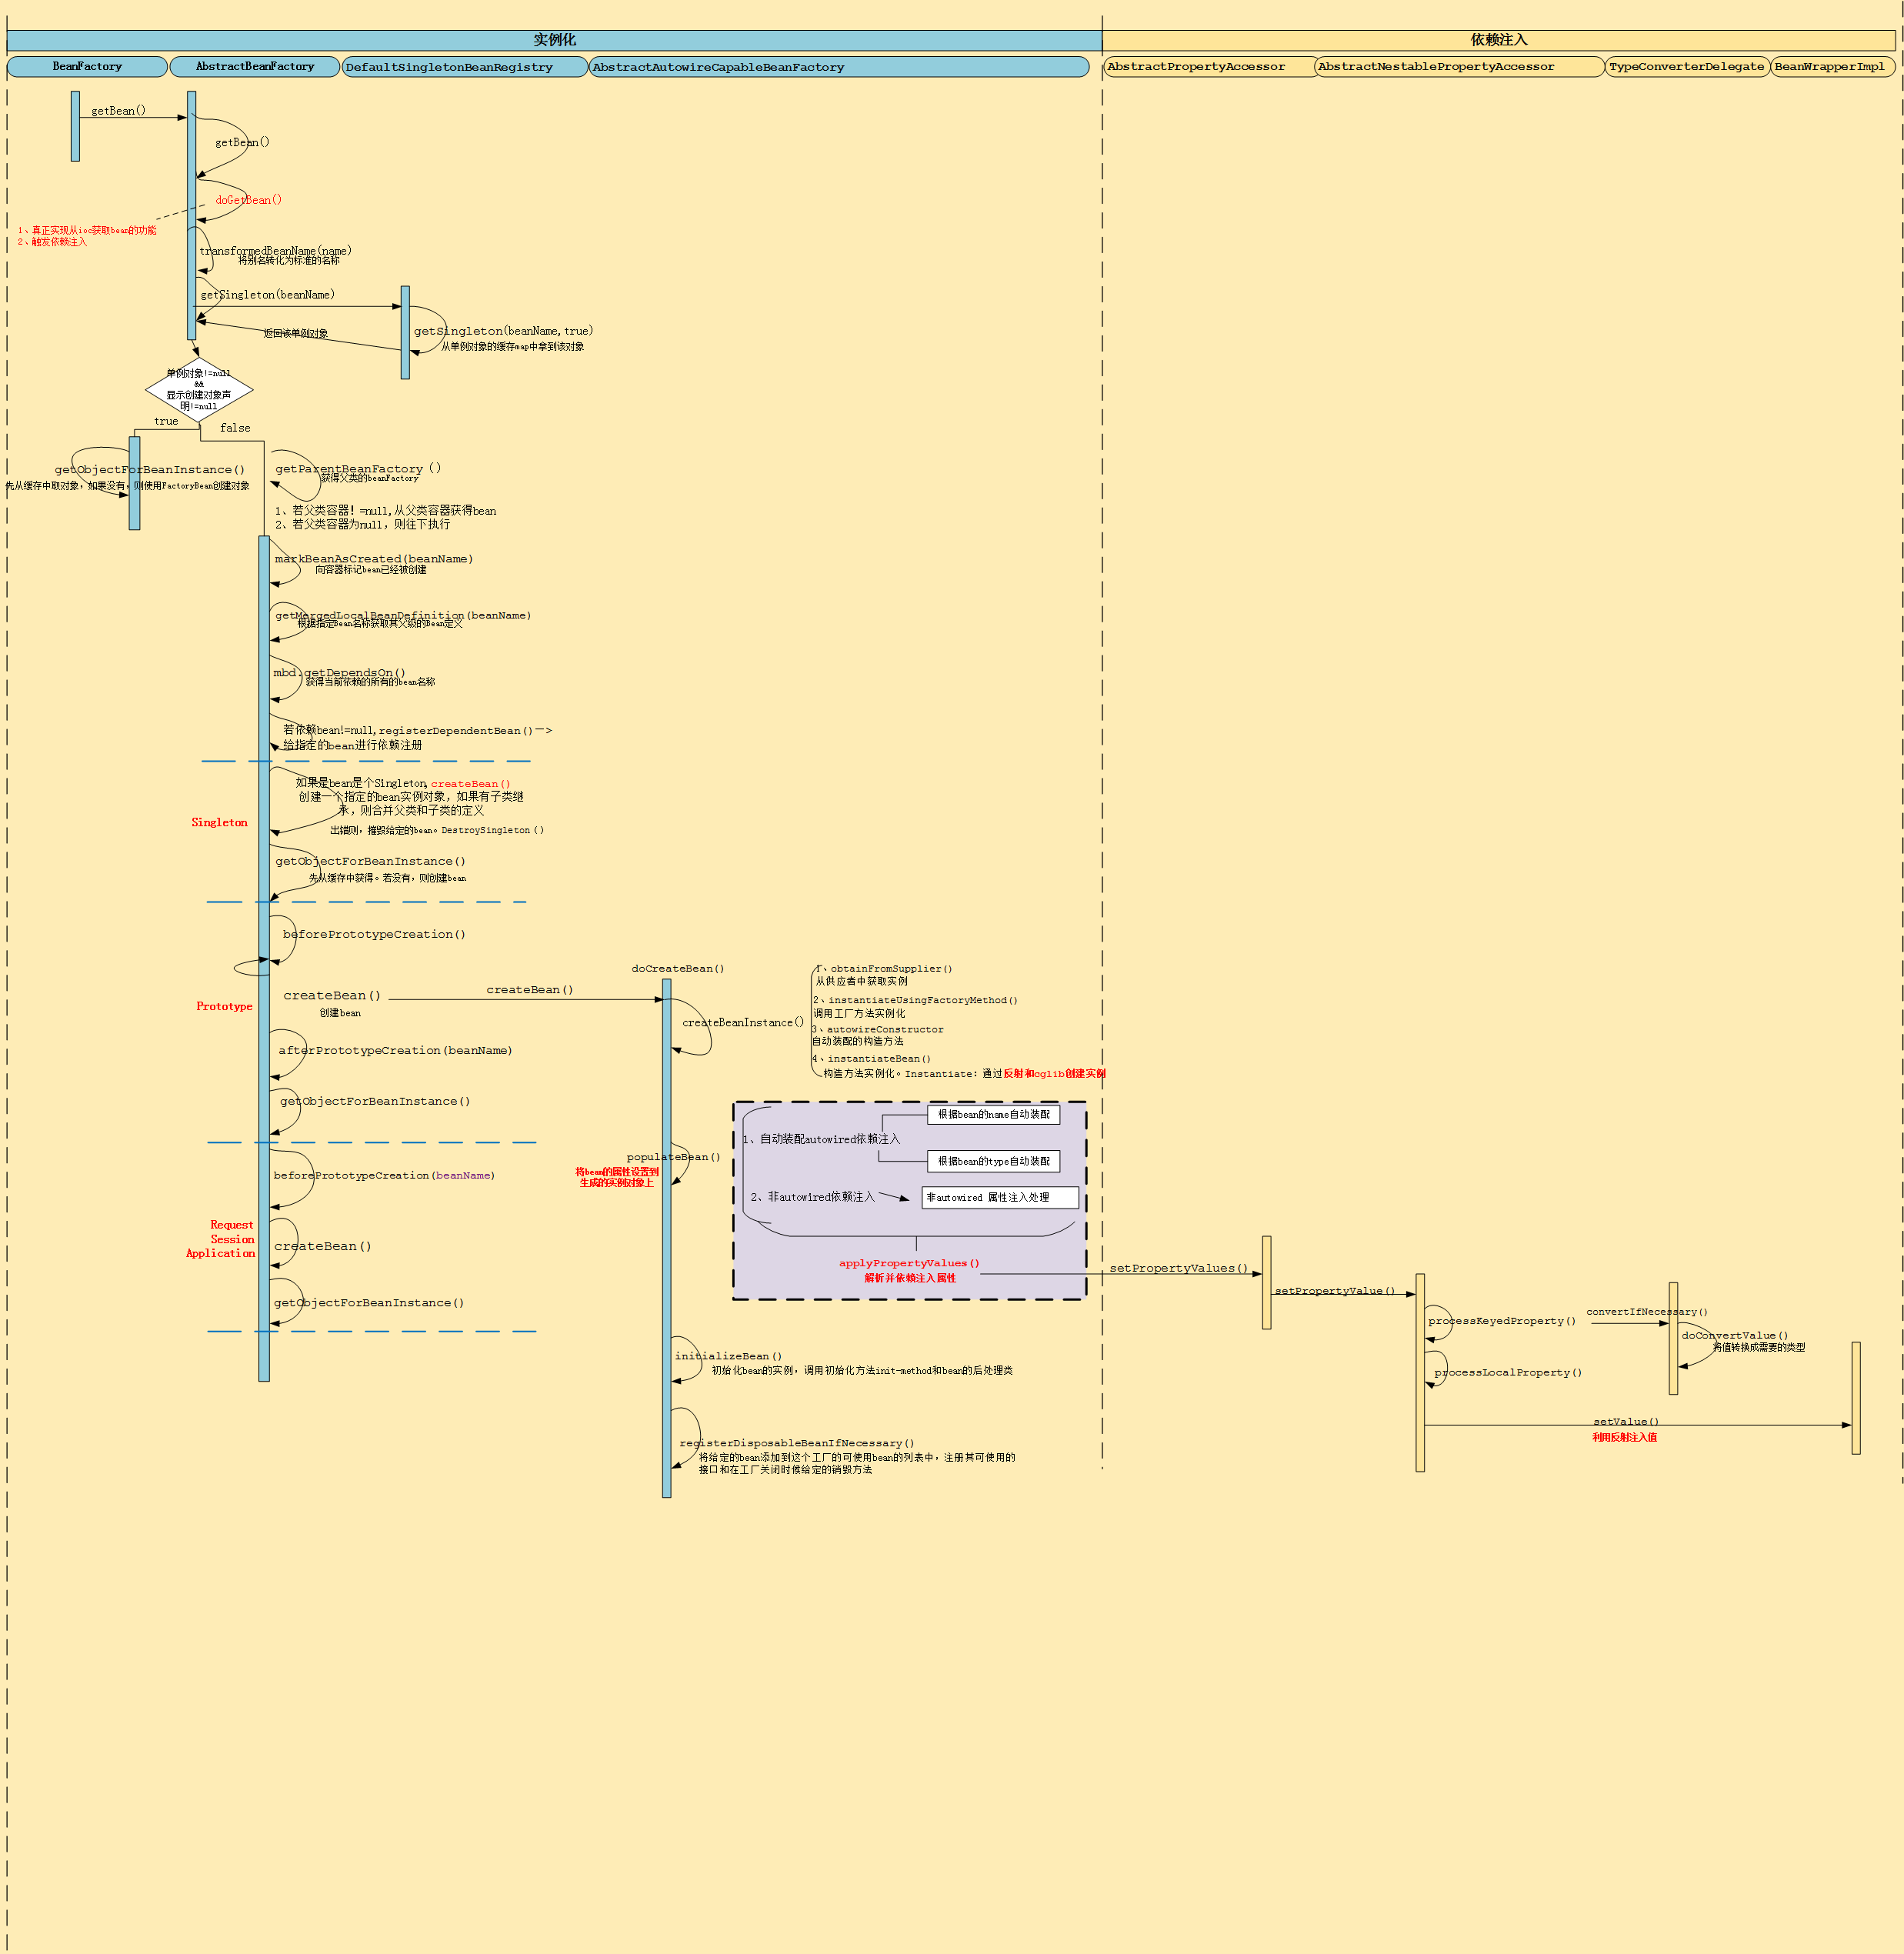 实例化
依赖注入
BeanFactory
AbstractBeanFactory
DefaultSingletonBeanRegistry
AbstractAutowireCapableBeanFactory
AbstractPropertyAccessor
AbstractNestablePropertyAccessor
TypeConverterDelegate
BeanWrapperImpl
getBean()
getBean()
doGetBean()
1、真正实现从ioc获取bean的功能
2、触发依赖注入
transformedBeanName(name)
将别名转化为标准的名称
getSingleton(beanName)
返回该单例对象
getSingleton(beanName,true)
从单例对象的缓存map中拿到该对象
单例对象!=null
&&
显示创建对象声
明!=null
true
false
getObjectForBeanInstance()
先从缓存中取对象，如果没有，则使用FactoryBean创建对象
getParentBeanFactory（）
获得父类的beanFactory
1、若父类容器！=null,从父类容器获得bean
2、若父类容器为null，则往下执行
markBeanAsCreated(beanName)
向容器标记bean已经被创建
getMergedLocalBeanDefinition(beanName)
根据指定Bean名称获取其父级的Bean定义
mbd.getDependsOn()
获得当前依赖的所有的bean名称
若依赖bean!=null,registerDependentBean()—>
给指定的bean进行依赖注册
如果是bean是个Singleton,createBean()
创建一个指定的bean实例对象，如果有子类继
承，则合并父类和子类的定义
Singleton
出错则，摧毁给定的bean。DestroySingleton（）
getObjectForBeanInstance()
先从缓存中获得。若没有，则创建bean
beforePrototypeCreation()
Prototype
createBean()
创建bean
createBean()
doCreateBean()
createBeanInstance()
1、obtainFromSupplier()
从供应者中获取实例
2、instantiateUsingFactoryMethod()
调用工厂方法实例化
3、autowireConstructor
自动装配的构造方法
4、instantiateBean()
构造方法实例化。Instantiate：通过反射和cglib创建实例
afterPrototypeCreation(beanName)
getObjectForBeanInstance()
beforePrototypeCreation(beanName)
Request
Session
Application
createBean()
getObjectForBeanInstance()
populateBean()
将bean的属性设置到
生成的实例对象上
根据bean的name自动装配
1、自动装配autowired依赖注入
根据bean的type自动装配
2、非autowired依赖注入
非autowired 属性注入处理
applyPropertyValues()
解析并依赖注入属性
setPropertyValues()
setPropertyValue()
processKeyedProperty()
convertIfNecessary()
doConvertValue()
将值转换成需要的类型
processLocalProperty()
setValue()
利用反射注入值
initializeBean()
初始化bean的实例，调用初始化方法init-method和bean的后处理类
registerDisposableBeanIfNecessary()
将给定的bean添加到这个工厂的可使用bean的列表中，注册其可使用的
接口和在工厂关闭时候给定的销毁方法